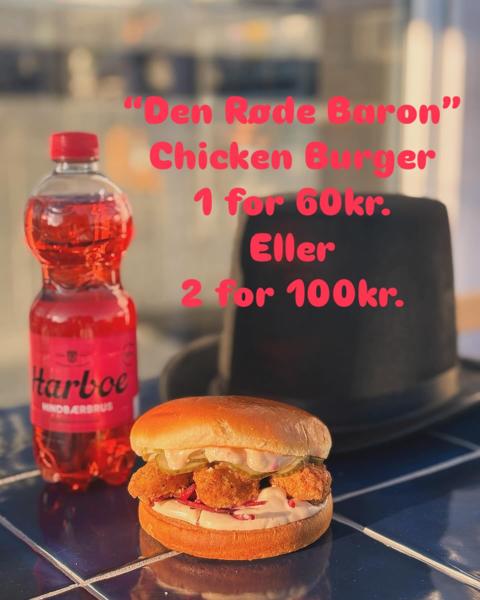 “Den Røde Baron”
Chicken Burger
1 for 60kr.
Eller
2 for 100kr.
Harboe
HINDBÆRBRUS